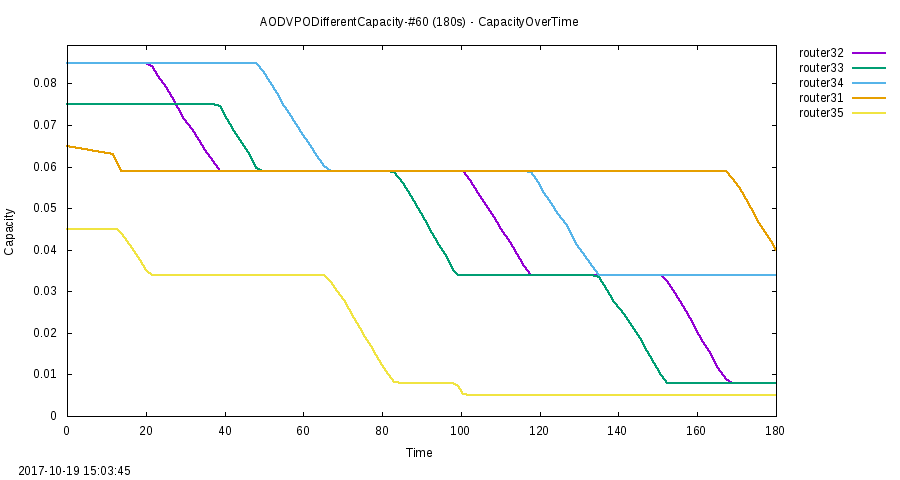 AODVPODifferentCapacity-#60 (180s) - CapacityOverTime
router32
router33
router34
router31
router35
0.08
0.07
0.06
0.05
0.04
0.03
0.02
0.01
0
Capacity
0 20 40 60 80 100 120 140 160 180
Time
2017-10-19 15:03:45